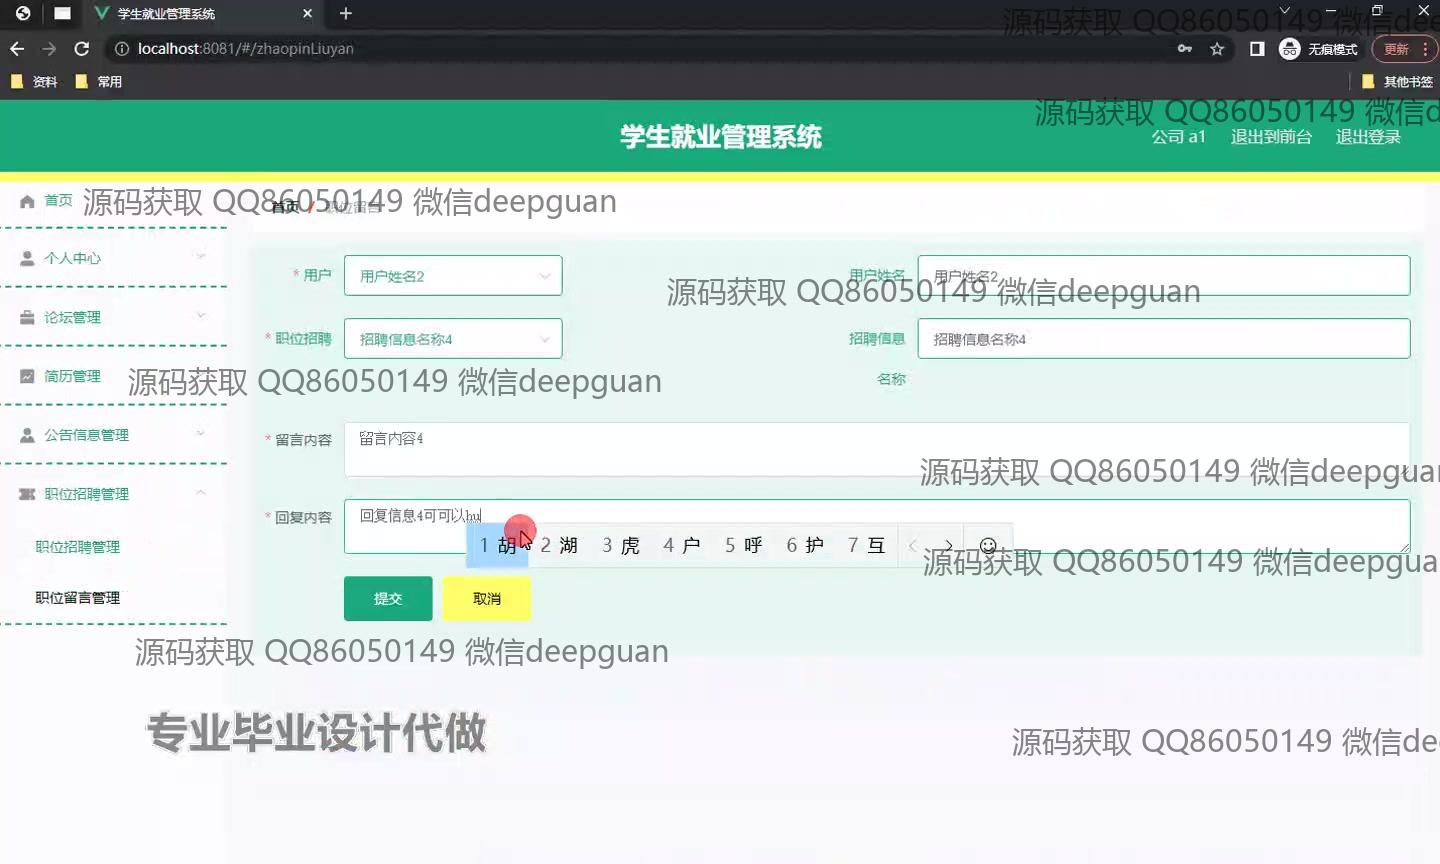 学生就业管理系统
localhost:8081/#/zhaopinLiuyan
无痕模式
更新
资料
常用
其他书签
源码获取 QQ86050149 微信dee
源码获取 QQ86050149 微信d
学生就业管理系统
公司 a1
退出到前台
退出登录
首页
源码获取 QQ86050149 微信deepguan
首页 / 职位留言
个人中心
* 用户
用户姓名2
用户姓名
用户姓名2
源码获取 QQ86050149 微信deepguan
论坛管理
* 职位招聘
招聘信息名称4
招聘信息
名称
招聘信息名称4
简历管理
源码获取 QQ86050149 微信deepguan
公告信息管理
* 留言内容
留言内容4
源码获取 QQ86050149 微信deepguan
职位招聘管理
* 回复内容
回复信息4可可以hu
1 胡 2 湖 3 虎 4 户 5 呼 6 护 7 互
职位招聘管理
源码获取 QQ86050149 微信deepgua
职位留言管理
提交
取消
源码获取 QQ86050149 微信deepguan
专业毕业设计代做
源码获取 QQ86050149 微信de